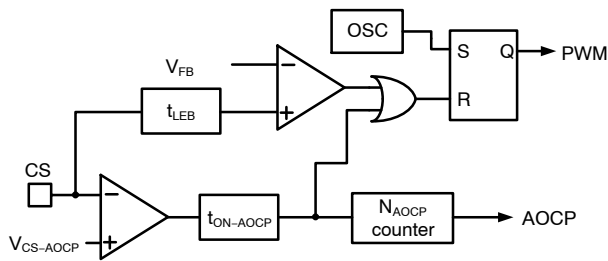 OSC
S
Q
PWM
V_FB
−
R
t_LEB
+
CS
−
t_ON−AOCP
N_AOCP
counter
AOCP
V_CS−AOCP
+